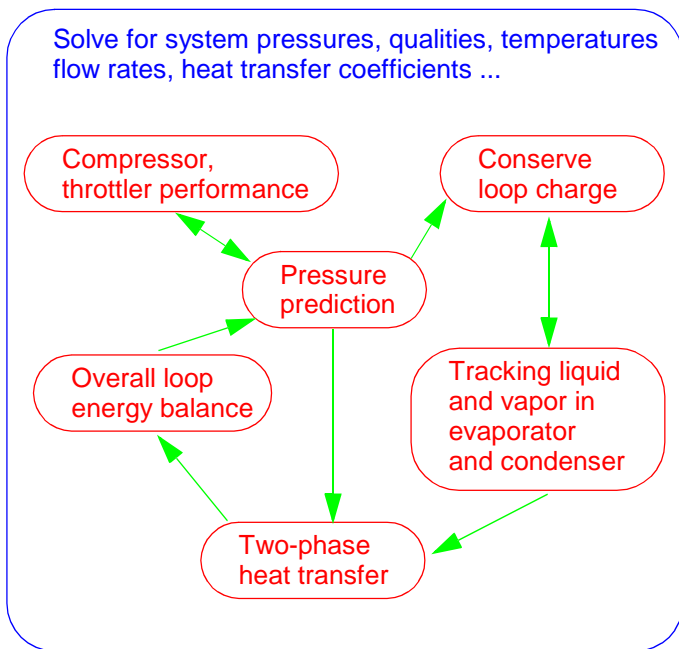 Solve for system pressures, qualities, temperatures
flow rates, heat transfer coefficients ...
Compressor,
throttler performance
Conserve
loop charge
Pressure
prediction
Overall loop
energy balance
Tracking liquid
and vapor in
evaporator
and condenser
Two-phase
heat transfer